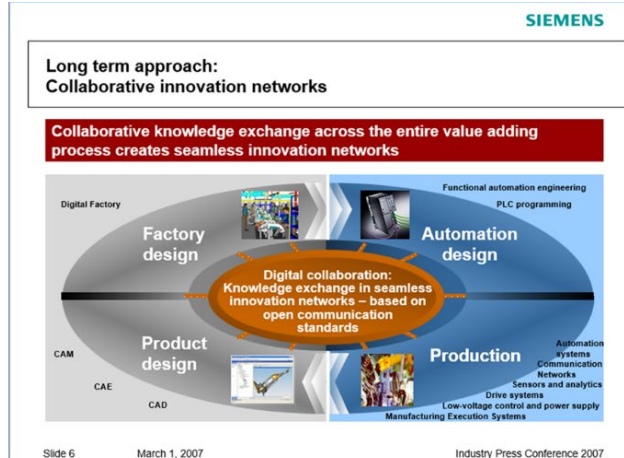 SIEMENS
Long term approach:
Collaborative innovation networks
Collaborative knowledge exchange across the entire value adding
process creates seamless innovation networks
Digital Factory
Functional automation engineering
PLC programming
Factory
design
Automation
design
Digital collaboration:
Knowledge exchange in seamless
innovation networks – based on
open communication
standards
Product
design
Production
CAM
CAE
CAD
Automation
systems
Communication
Networks
Sensors and analytics
Drive systems
Low-voltage control and power supply
Manufacturing Execution Systems
Slide 6
March 1, 2007
Industry Press Conference 2007